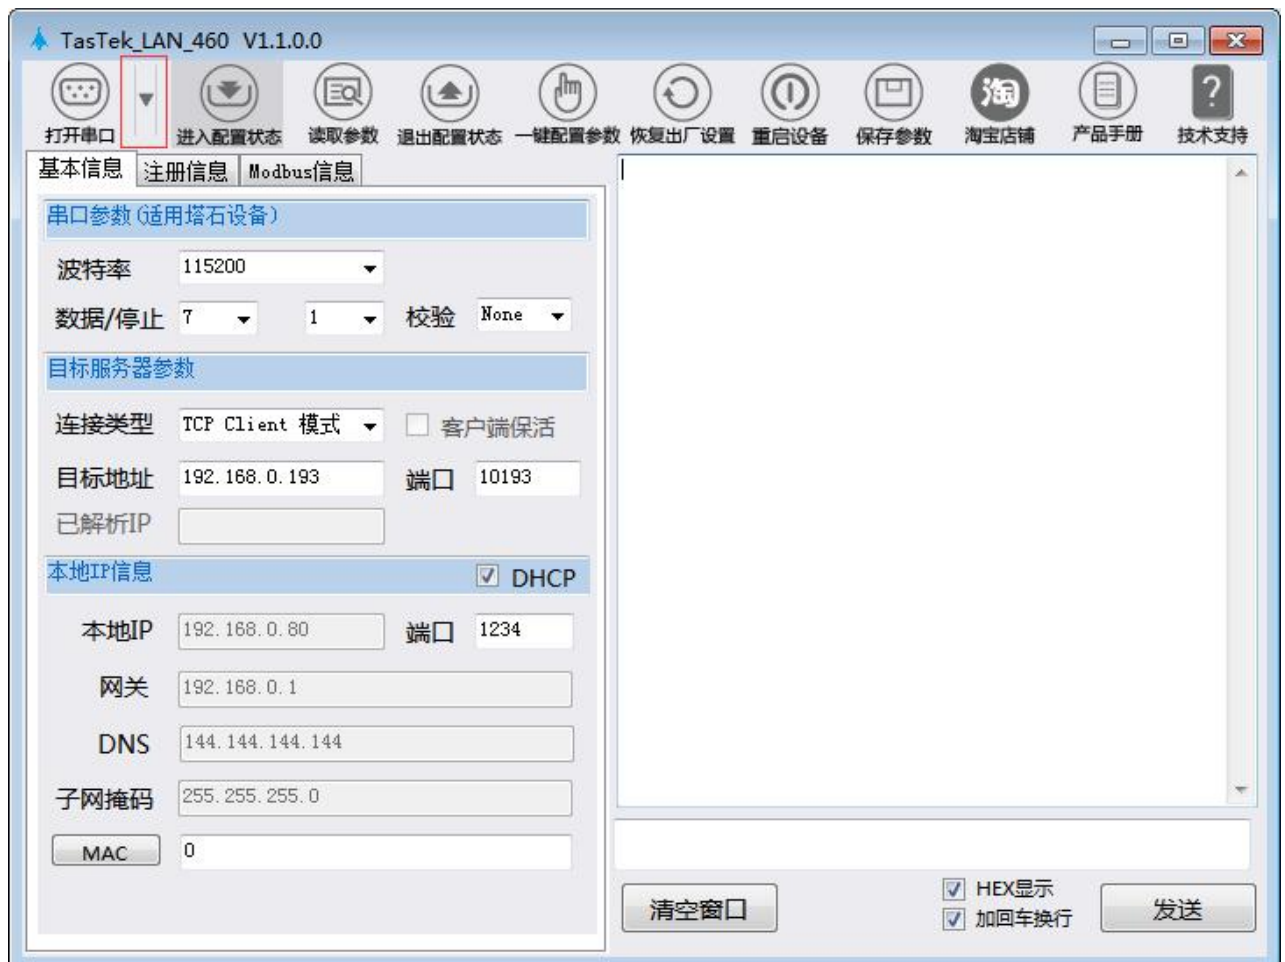 TasTek_LAN_460 V1.1.0.0
打开串口 进入配置状态 读取参数 退出配置状态 一键配置参数 恢复出厂设置 重启设备 保存参数 淘 淘宝店铺 产品手册 ? 技术支持
基本信息 注册信息 Modbus信息
串口参数(适用塔石设备)
波特率 115200
数据/停止 7 1 校验 None
目标服务器参数
连接类型 TCP Client 模式 客户端保活
目标地址 192.168.0.193 端口 10193
已解析IP
本地IP信息 DHCP
本地IP 192.168.0.80 端口 1234
网关 192.168.0.1
DNS 144.144.144.144
子网掩码 255.255.255.0
MAC 0
清空窗口 HEX显示 加回车换行 发送